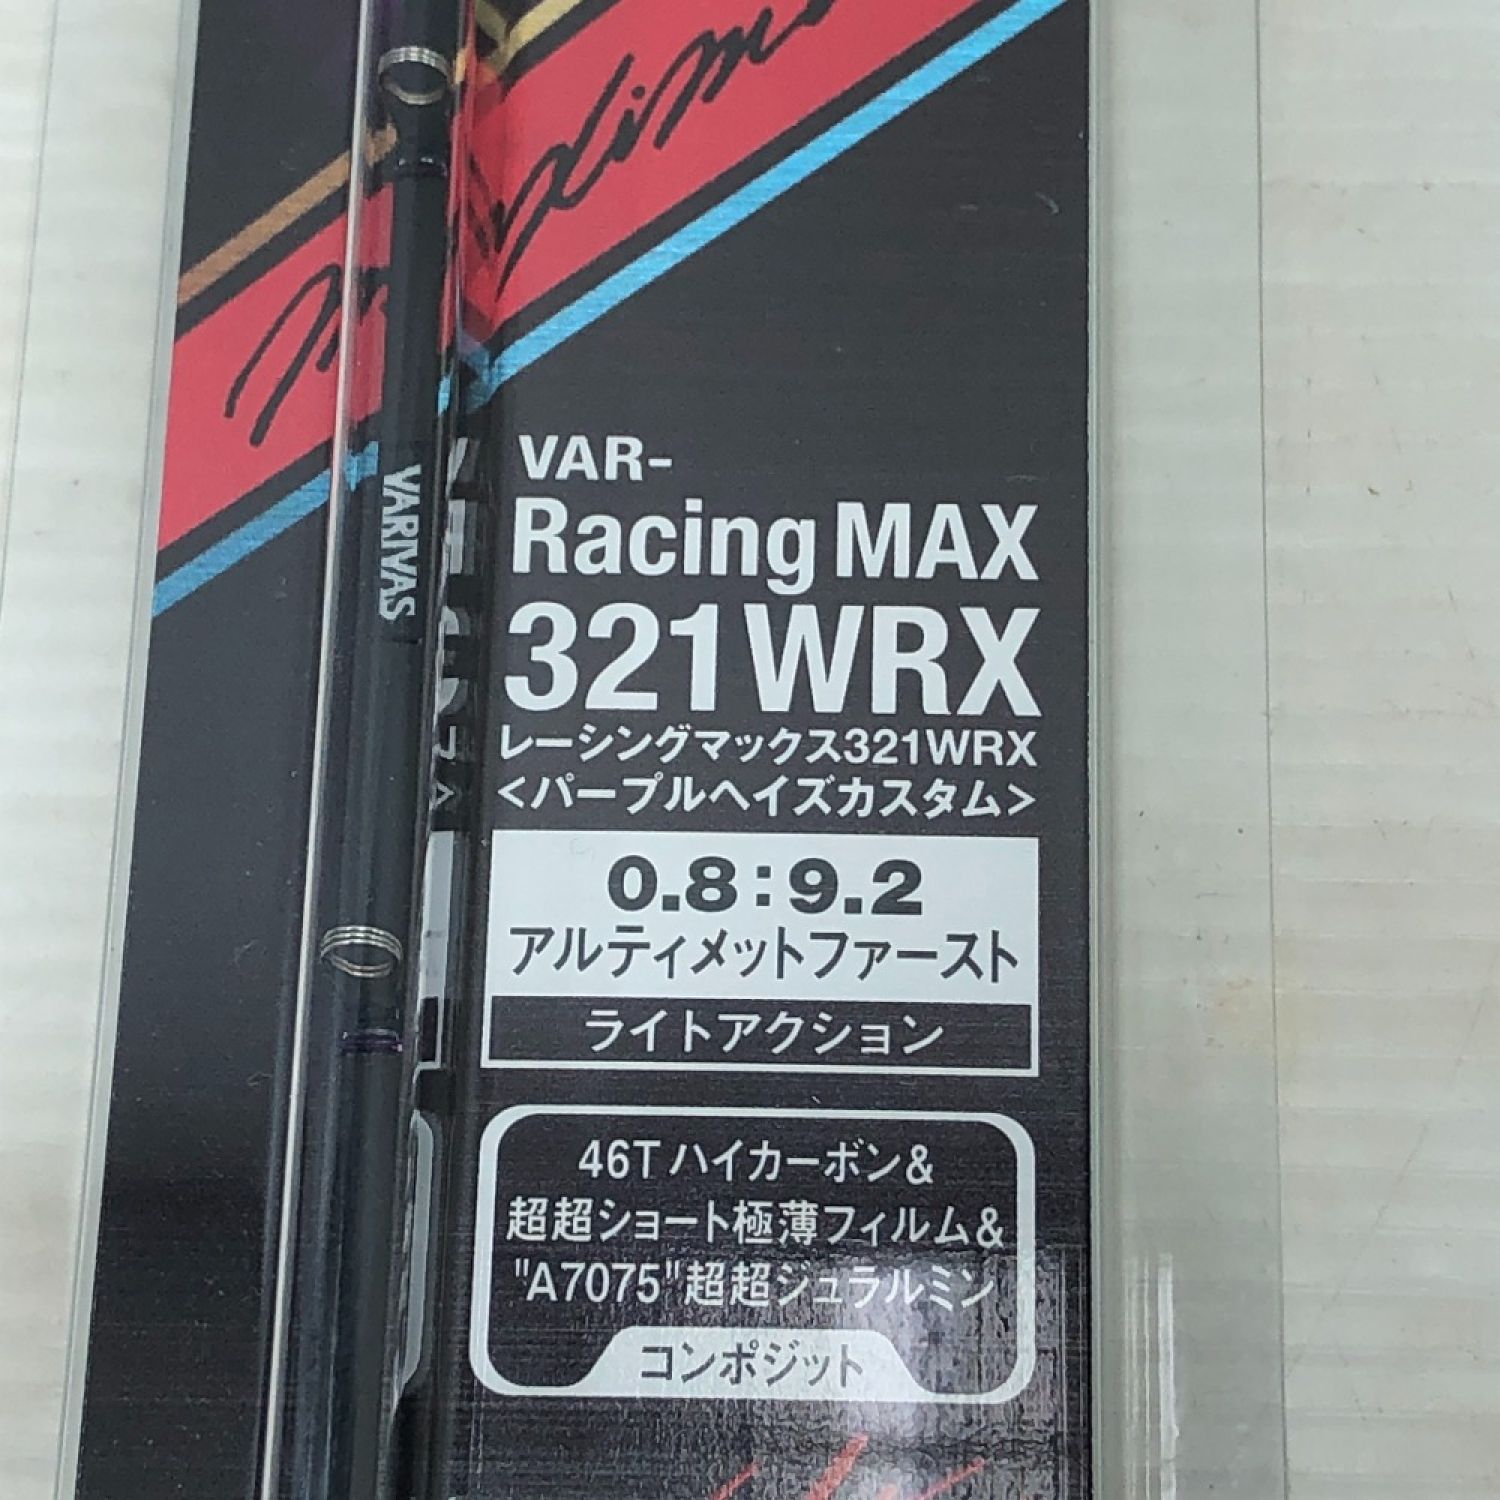 VARIVAS
VAR-
Racing MAX
321WRX
レーシングマックス321WRX
<パープルヘイズカスタム>
0.8:9.2
アルティメットファースト
ライトアクション
46Tハイカーボン&
超超ショート極薄フィルム&
"A7075"超超ジュラルミン
コンポジット